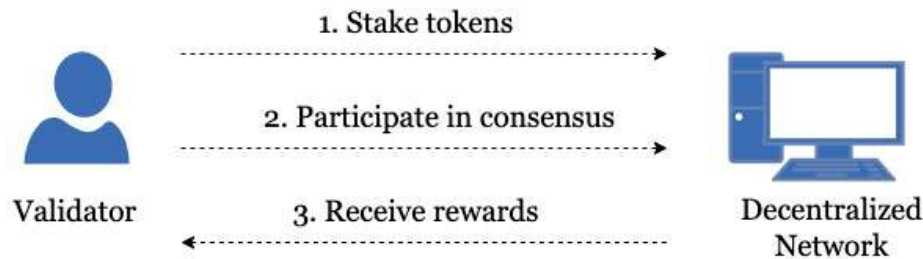 1. Stake tokens
2. Participate in consensus
3. Receive rewards
Validator
Decentralized
Network